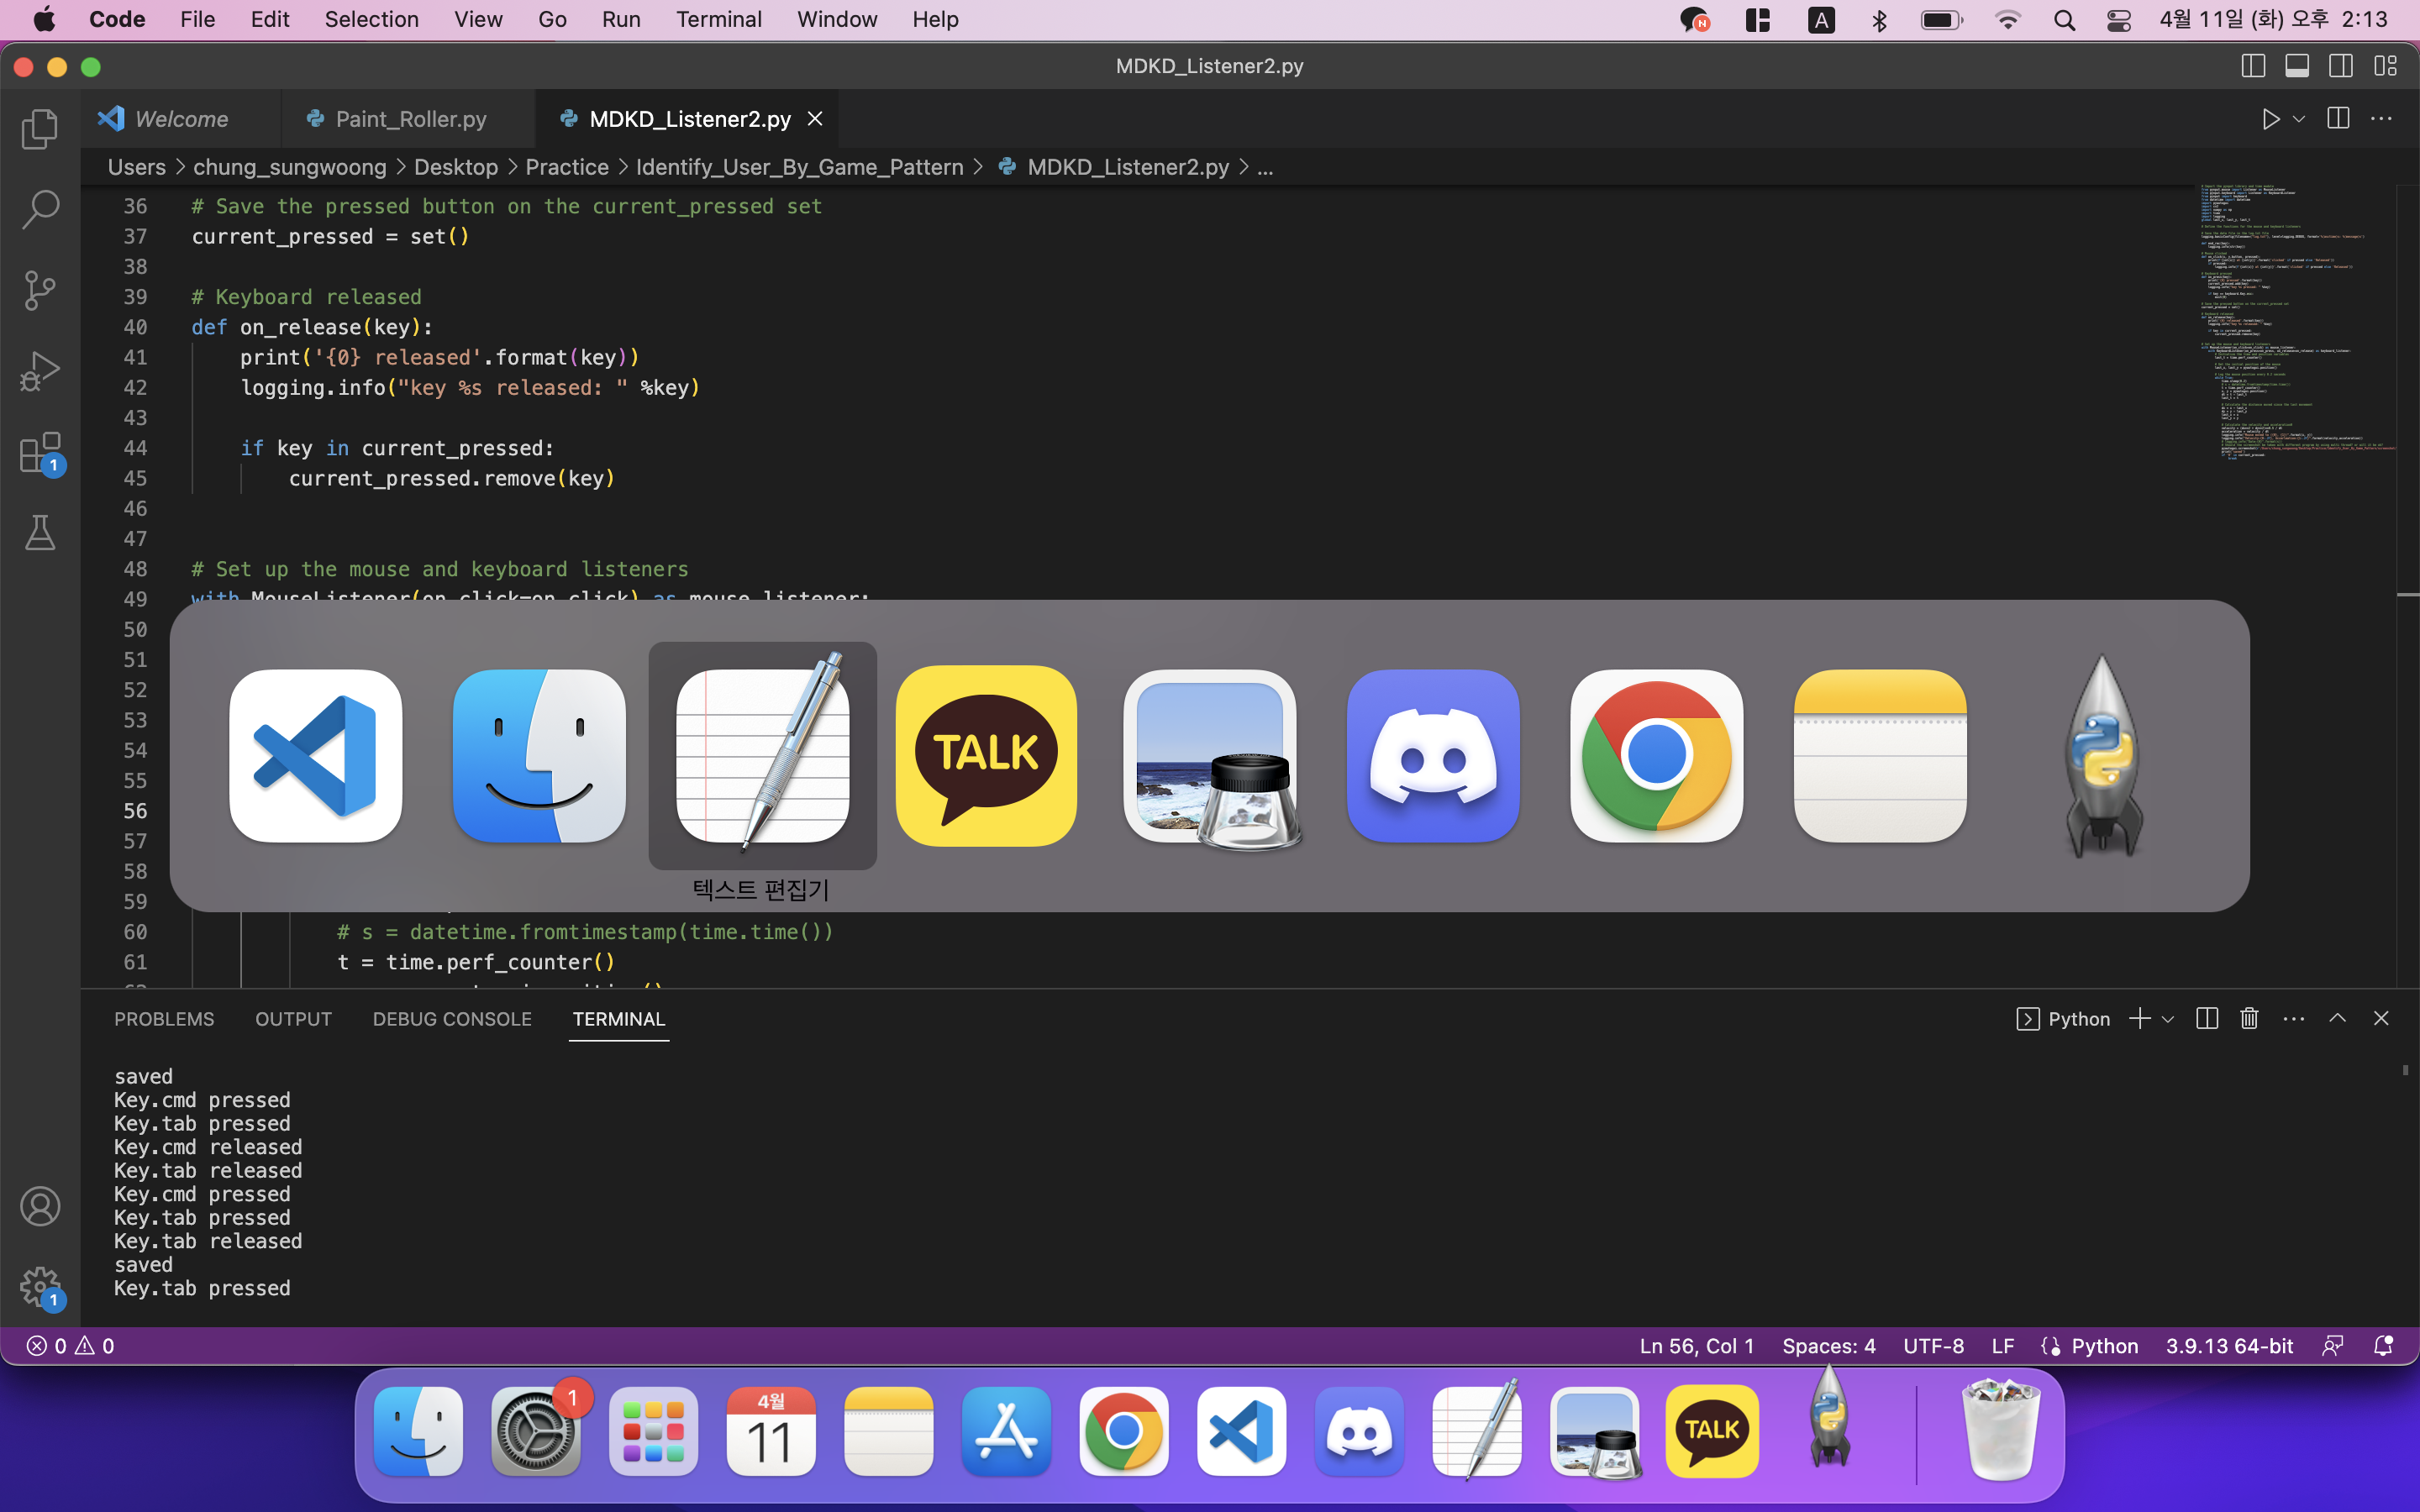 Code File Edit Selection View Go Run Terminal Window Help
N A 4월 11일 (화) 오후 2:13
MDKD_Listener2.py
Welcome Paint_Roller.py MDKD_Listener2.py
Users > chung_sungwoong > Desktop > Practice > Identify_User_By_Game_Pattern > MDKD_Listener2.py > ...
36 # Save the pressed button on the current_pressed set
37 current_pressed = set()
38
39 # Keyboard released
40 def on_release(key):
41 print('{0} released'.format(key))
42 logging.info("key %s released: " %key)
43
44 if key in current_pressed:
45 current_pressed.remove(key)
46
47
48 # Set up the mouse and keyboard listeners
49 with MouseListener(on_click=on_click) as mouse_listener:
50
51
52
53
54
55
56
57
58
59
TALK
텍스트 편집기
60 # s = datetime.fromtimestamp(time.time())
61 t = time.perf_counter()
1
PROBLEMS OUTPUT DEBUG CONSOLE TERMINAL
Python
saved
Key.cmd pressed
Key.tab pressed
Key.cmd released
Key.tab released
Key.cmd pressed
Key.tab pressed
Key.tab released
saved
Key.tab pressed
1
0 0
Ln 56, Col 1 Spaces: 4 UTF-8 LF Python 3.9.13 64-bit
1
4월
11
TALK